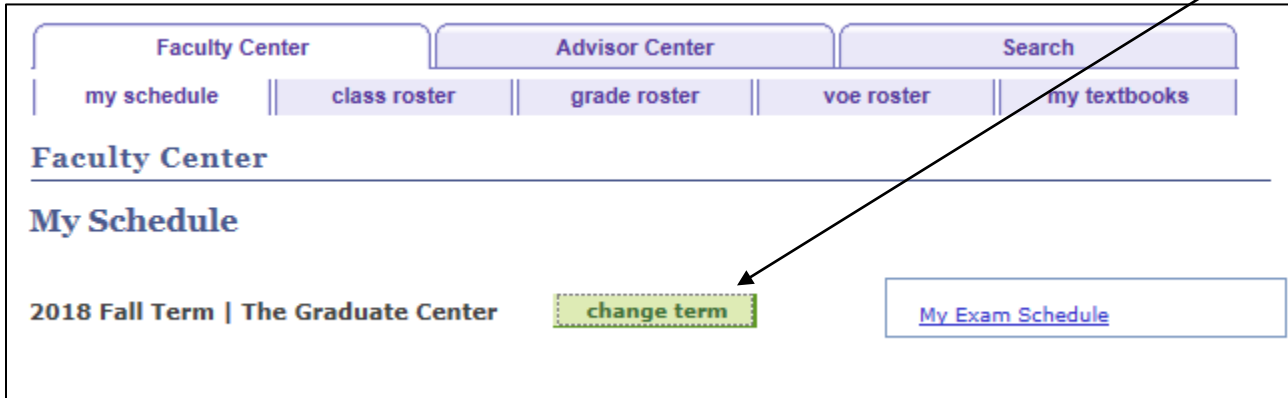 Faculty Center Advisor Center Search
my schedule class roster grade roster voe roster my textbooks
Faculty Center
My Schedule
2018 Fall Term | The Graduate Center change term My Exam Schedule